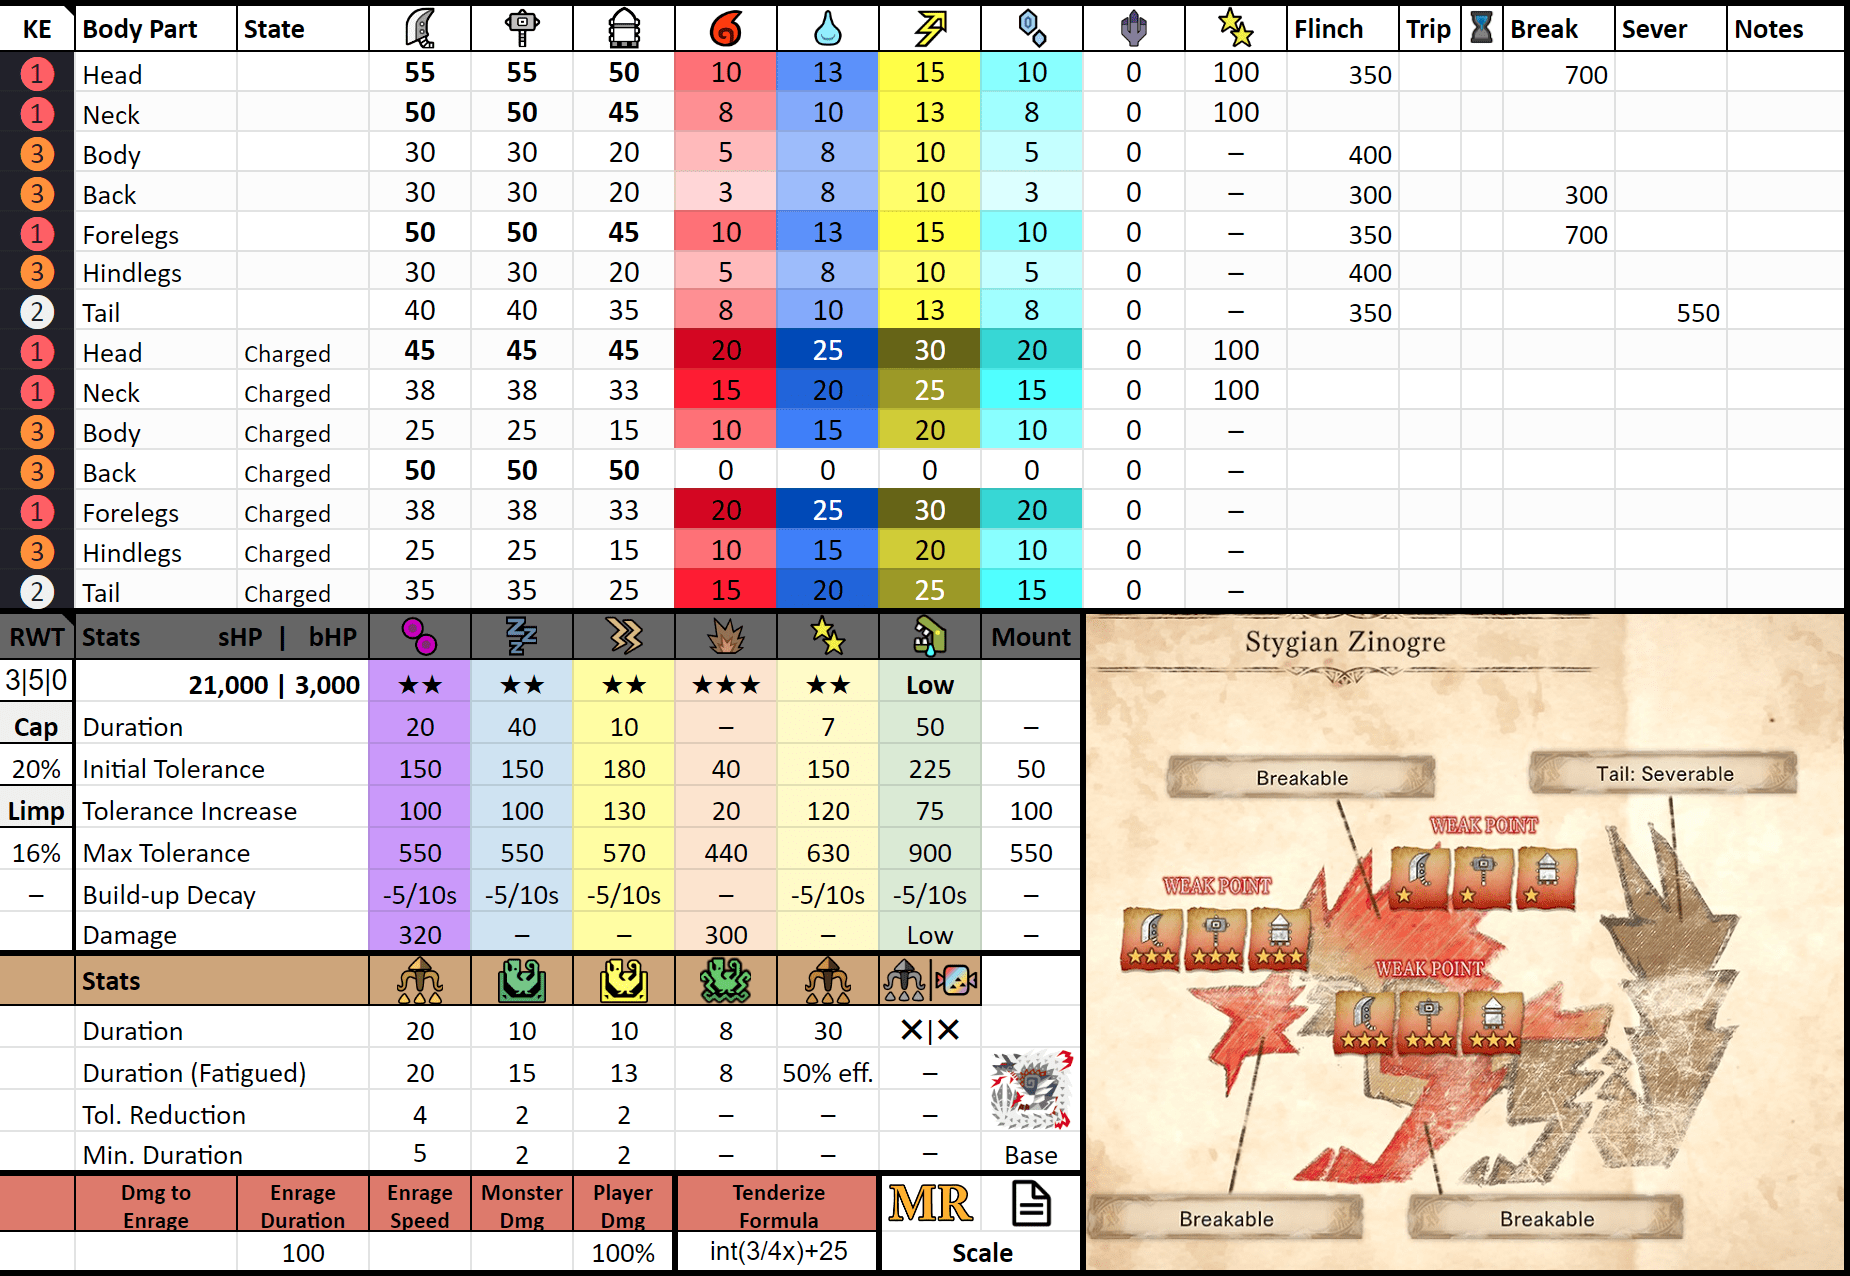 KE Body Part State Flinch Trip Break Sever Notes
1 Head 55 55 50 10 13 15 10 0 100 350 700
1 Neck 50 50 45 8 10 13 8 0 100
3 Body 30 30 20 5 8 10 5 0 – 400
3 Back 30 30 20 3 8 10 3 0 – 300 300
1 Forelegs 50 50 45 10 13 15 10 0 – 350 700
3 Hindlegs 30 30 20 5 8 10 5 0 – 400
2 Tail 40 40 35 8 10 13 8 0 – 350 550
1 Head Charged 45 45 45 20 25 30 20 0 100
1 Neck Charged 38 38 33 15 20 25 15 0 100
3 Body Charged 25 25 15 10 15 20 10 0 –
3 Back Charged 50 50 50 0 0 0 0 0 –
1 Forelegs Charged 38 38 33 20 25 30 20 0 –
3 Hindlegs Charged 25 25 15 10 15 20 10 0 –
2 Tail Charged 35 35 25 15 20 25 15 0 –
RWT Stats sHP | bHP ZZZ Mount
3|5|0 21,000 | 3,000 ★★ ★★ ★★ ★★★ ★★ Low
Cap Duration 20 40 10 – 7 50 –
20% Initial Tolerance 150 150 180 40 150 225 50
Limp Tolerance Increase 100 100 130 20 120 75 100
16% Max Tolerance 550 550 570 440 630 900 550
– Build-up Decay -5/10s -5/10s -5/10s – -5/10s -5/10s –
Damage 320 – – 300 – Low –
Stats
Duration 20 10 10 8 30 ✕|✕
Duration (Fatigued) 20 15 13 8 50% eff. –
Tol. Reduction 4 2 2 – – –
Min. Duration 5 2 2 – – – Base
Dmg to Enrage Enrage Duration Enrage Speed Monster Dmg Player Dmg Tenderize Formula MR
100 100% int(3/4x)+25 Scale
Stygian Zinogre
Breakable
Tail: Severable
WEAK POINT
WEAK POINT
WEAK POINT
Breakable
Breakable